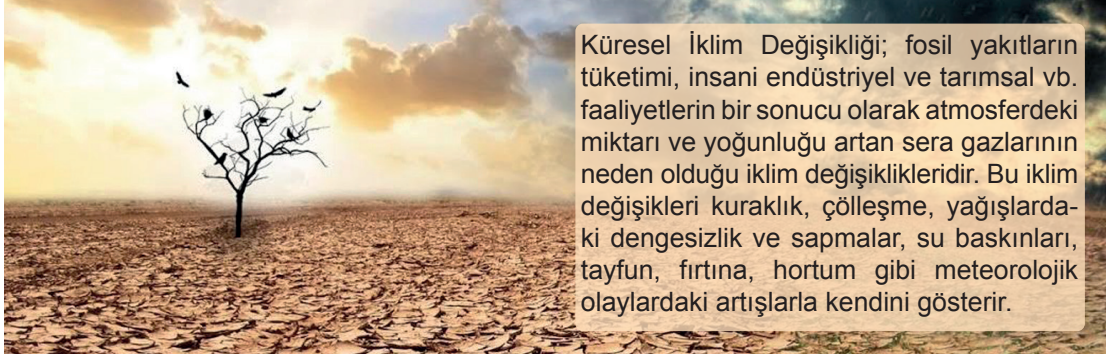 Küresel İklim Değişikliği; fosil yakıtların
tüketimi, insani endüstriyel ve tarımsal vb.
faaliyetlerin bir sonucu olarak atmosferdeki
miktarı ve yoğunluğu artan sera gazlarının
neden olduğu iklim değişiklikleridir. Bu iklim
değişikleri kuraklık, çölleşme, yağışlarda-
ki dengesizlik ve sapmalar, su baskınları,
tayfun, fırtına, hortum gibi meteorolojik
olaylardaki artışlarla kendini gösterir.